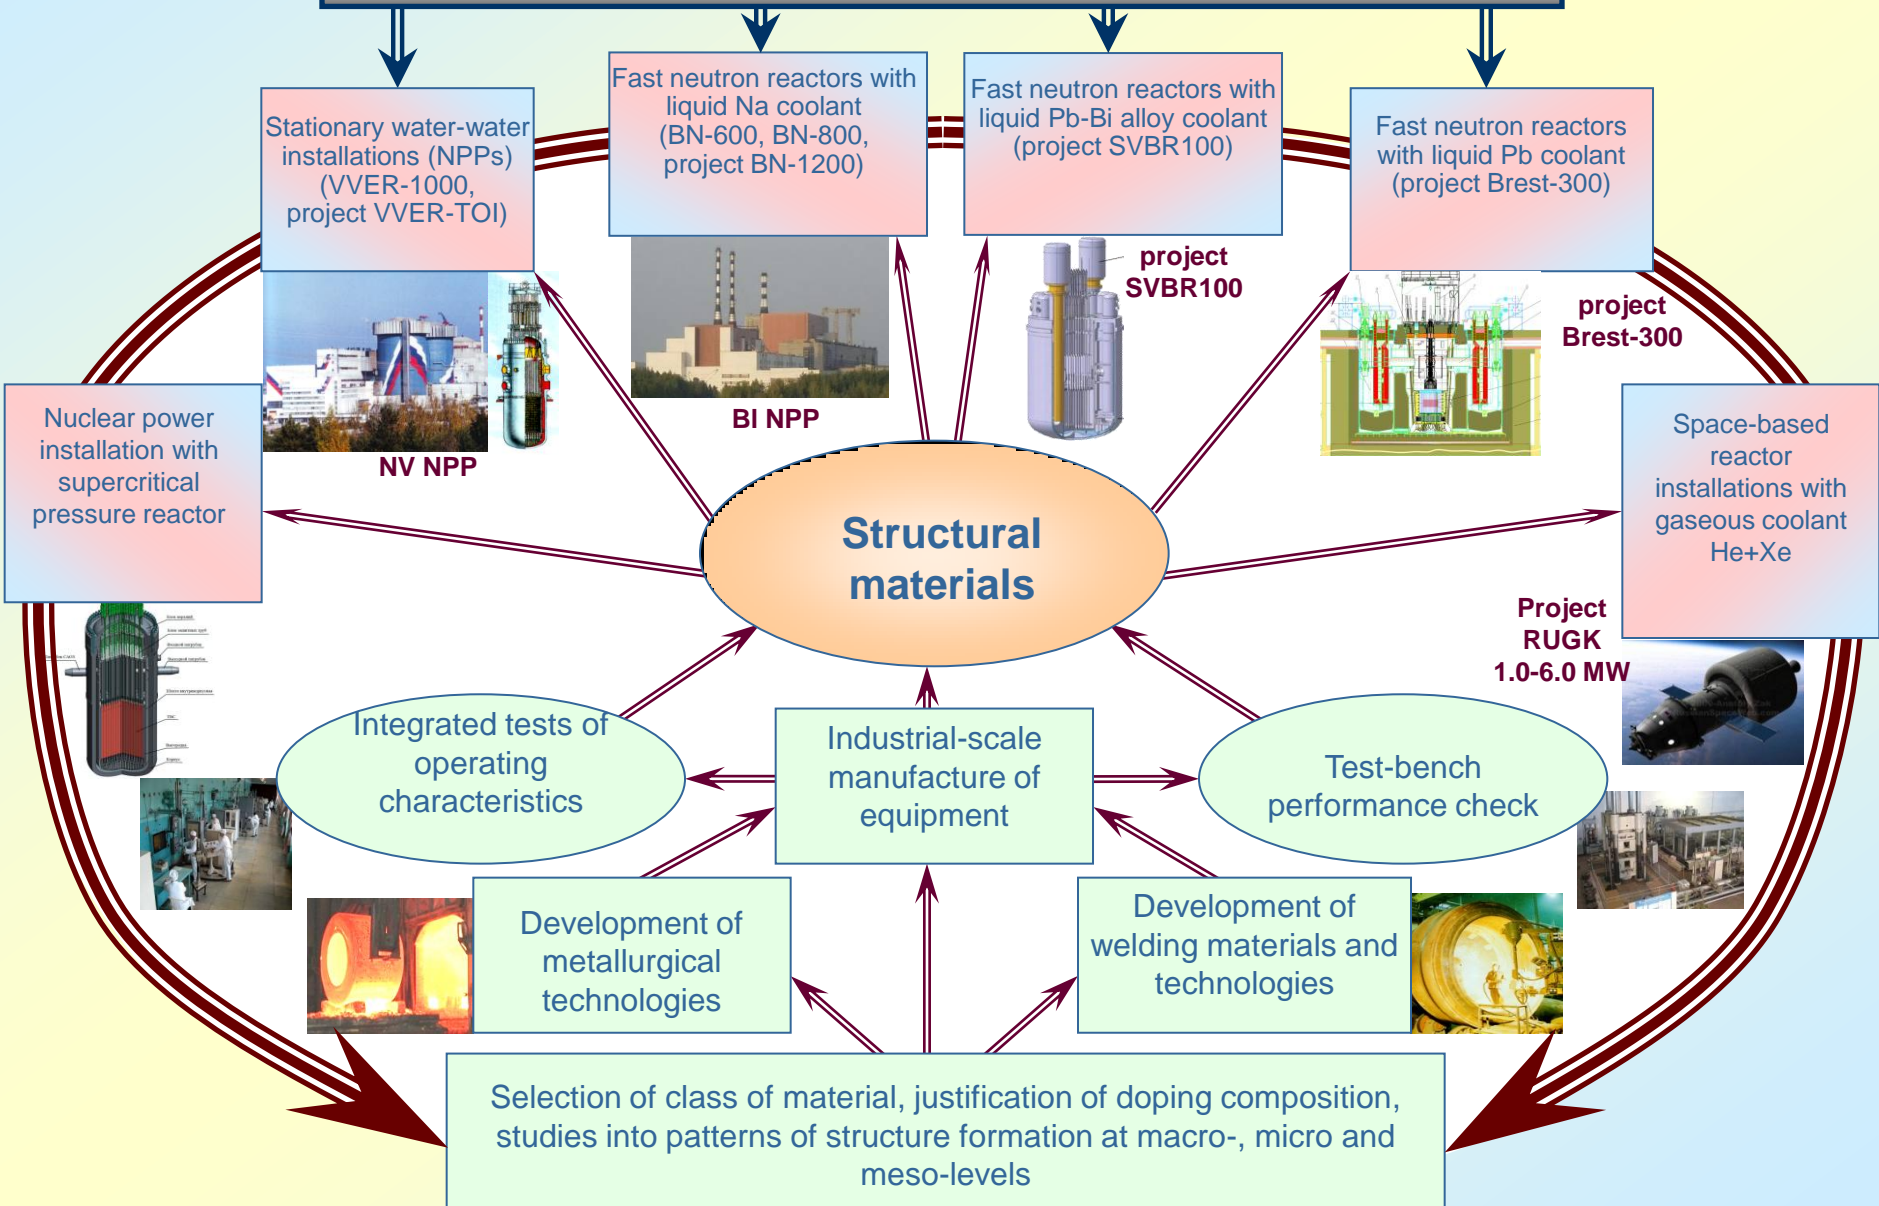 Stationary water-water
installations (NPPs)
(VVER-1000,
project VVER-TOI)
Fast neutron reactors with
liquid Na coolant
(BN-600, BN-800,
project BN-1200)
Fast neutron reactors with
liquid Pb-Bi alloy coolant
(project SVBR100)
Fast neutron reactors
with liquid Pb coolant
(project Brest-300)
project
SVBR100
project
Brest-300
BI NPP
NV NPP
Nuclear power
installation with
supercritical
pressure reactor
Space-based
reactor
installations with
gaseous coolant
He+Xe
Structural
materials
Project
RUGK
1.0-6.0 MW
Integrated tests of
operating
characteristics
Industrial-scale
manufacture of
equipment
Test-bench
performance check
Development of
metallurgical
technologies
Development of
welding materials and
technologies
Selection of class of material, justification of doping composition,
studies into patterns of structure formation at macro-, micro and
meso-levels